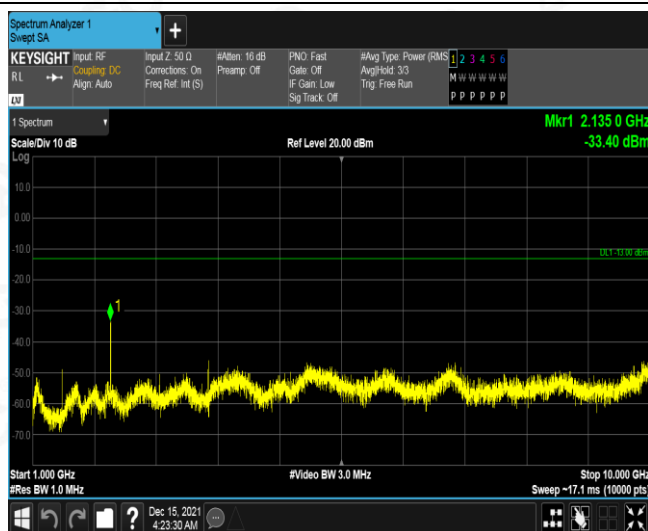 Spectrum Analyzer 1
Swept SA
+
KEYSIGHT
RL
LXI
Input: RF
Coupling: DC
Align: Auto
Input Z: 50 Ω
Corrections: On
Freq Ref: Int (S)
#Atten: 16 dB
Preamp: Off
PNO: Fast
Gate: Off
IF Gain: Low
Sig Track: Off
#Avg Type: Power (RMS
Avg|Hold: 3/3
Trig: Free Run
1 2 3 4 5 6
M W W W W W
P P P P P P
1 Spectrum
Scale/Div 10 dB
Ref Level 20.00 dBm
Mkr1 2.135 0 GHz
-33.40 dBm
Log
10.0
0.00
-10.0
-20.0
-30.0
-40.0
-50.0
-60.0
-70.0
DL1 -13.00 dBm
1
Start 1.000 GHz
#Res BW 1.0 MHz
#Video BW 3.0 MHz
Stop 10.000 GHz
Sweep ~17.1 ms (10000 pts)
?
Dec 15, 2021
4:23:30 AM